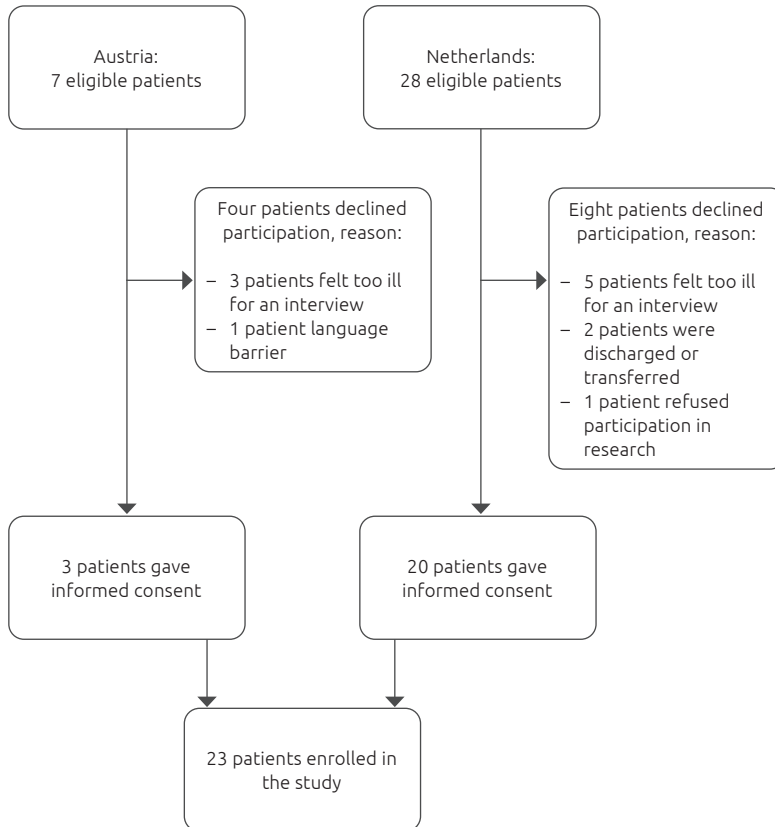 Austria:
7 eligible patients
Netherlands:
28 eligible patients
Four patients declined
participation, reason:
– 3 patients felt too ill
for an interview
– 1 patient language
barrier
Eight patients declined
participation, reason:
– 5 patients felt too ill
for an interview
– 2 patients were
discharged or
transferred
– 1 patient refused
participation in
research
3 patients gave
informed consent
20 patients gave
informed consent
23 patients enrolled in
the study